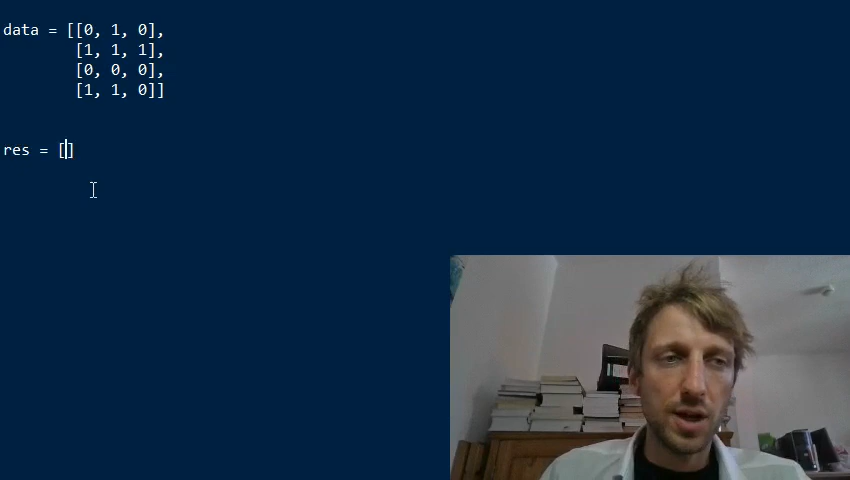 data = [[0, 1, 0],
[1, 1, 1],
[0, 0, 0],
[1, 1, 0]]
res = []